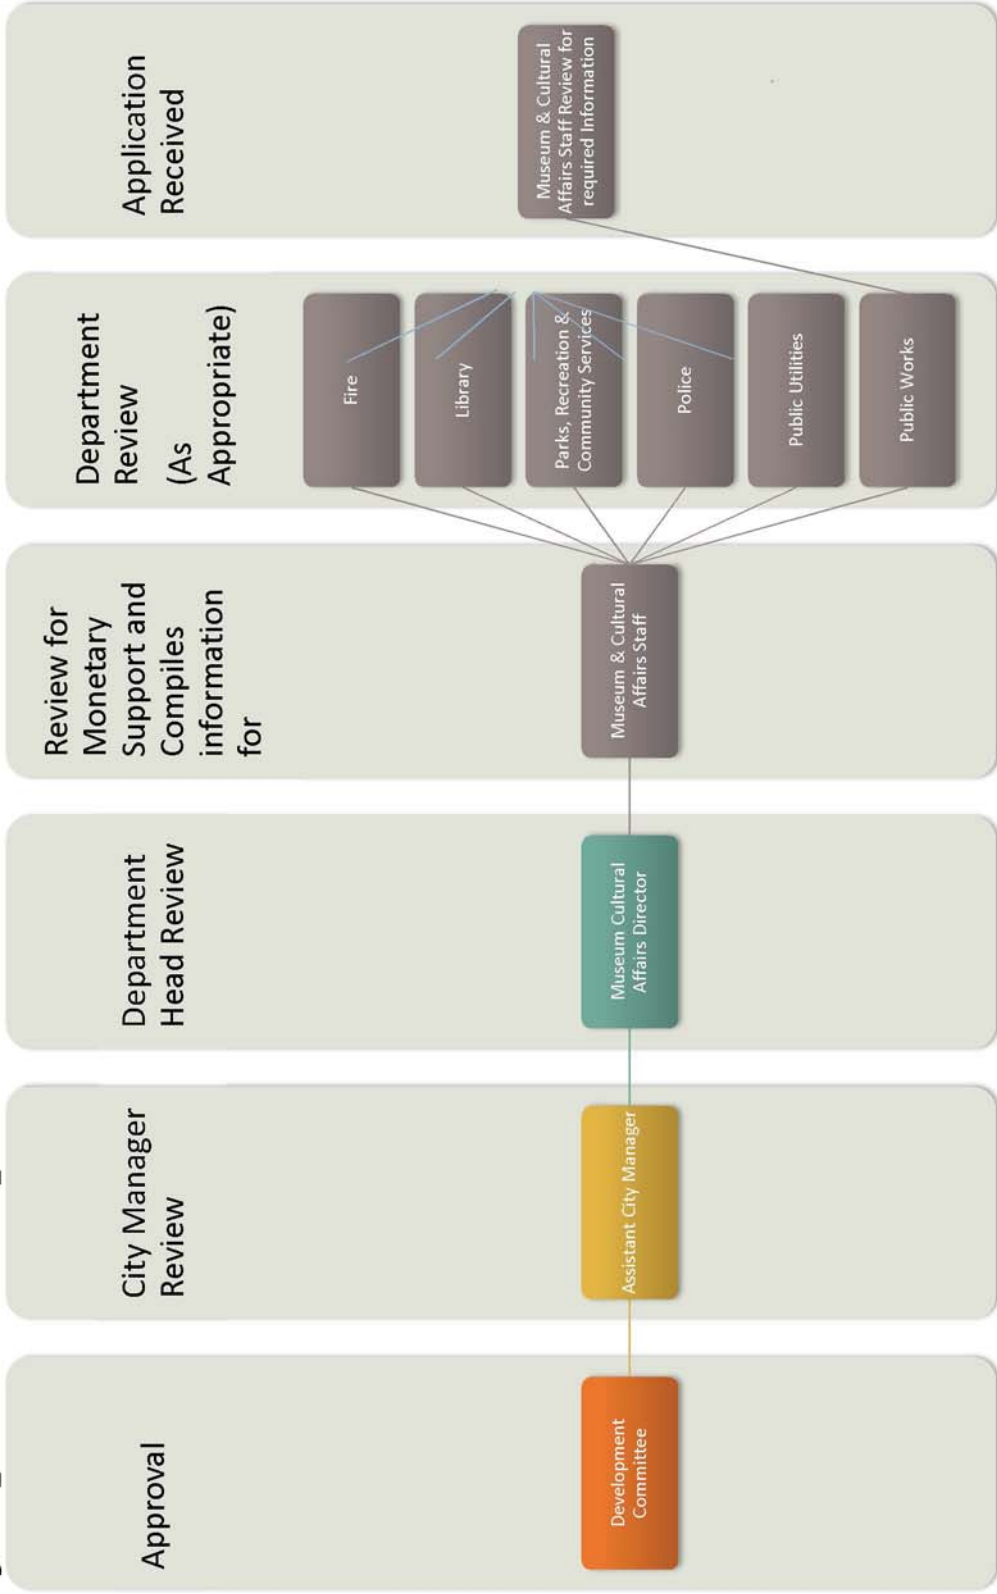 Approval
City Manager
Review
Department
Head Review
Review for
Monetary
Support and
Compiles
information
for
Department
Review
(As
Appropriate)
Application
Received
Development
Committee
Assistant City Manager
Museum Cultural
Affairs Director
Museum & Cultural
Affairs Staff
Fire
Library
Parks, Recreation &
Community Services
Police
Public Utilities
Public Works
Museum & Cultural
Affairs Staff Review for
required Information